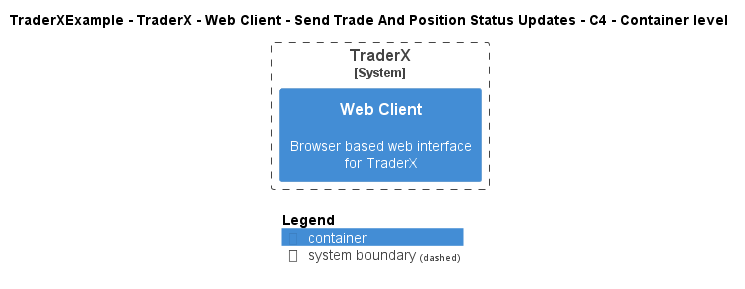 TraderXExample - TraderX - Web Client - Send Trade And Position Status Updates - C4 - Container level
TraderX
[System]
Web Client
Browser based web interface
for TraderX
Legend
container
system boundary (dashed)